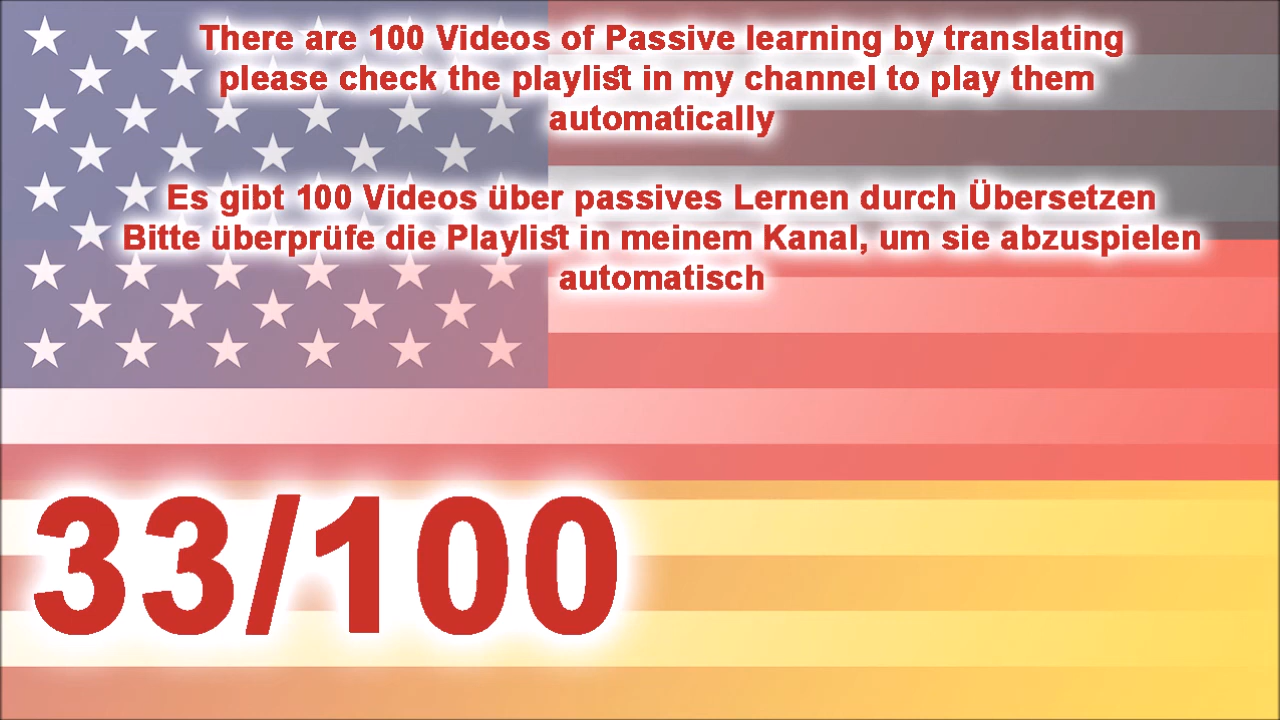 There are 100 Videos of Passive learning by translating
please check the playlist in my channel to play them
automatically
Es gibt 100 Videos über passives Lernen durch Übersetzen
Bitte überprüfe die Playlist in meinem Kanal, um sie abzuspielen
automatisch
33/100